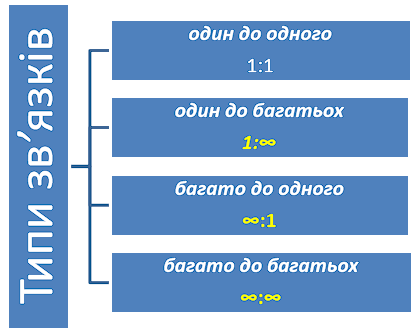 Типи зв’язків
один до одного
1:1
один до багатьох
1:∞
багато до одного
∞:1
багато до багатьох
∞:∞